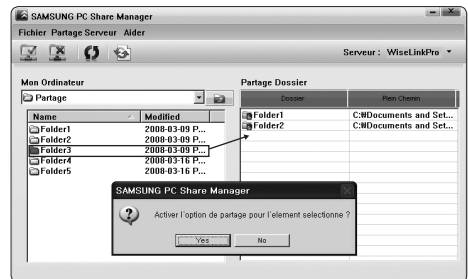 SAMSUNG PC Share Manager
Fichier Partage Serveur Aider
Serveur : WiseLinkPro
Mon Ordinateur
Partage
Name Modified
Folder1 2008-03-09 P...
Folder2 2008-03-09 P...
Folder3 2008-03-09 P...
Folder4 2008-03-16 P...
Folder5 2008-03-16 P...
Partage Dossier
Dossier Plein Chemin
Folder1 C:₩Documents and Set...
Folder2 C:₩Documents and Set...
SAMSUNG PC Share Manager
Activer l'option de partage pour l'element selectionne ?
Yes No